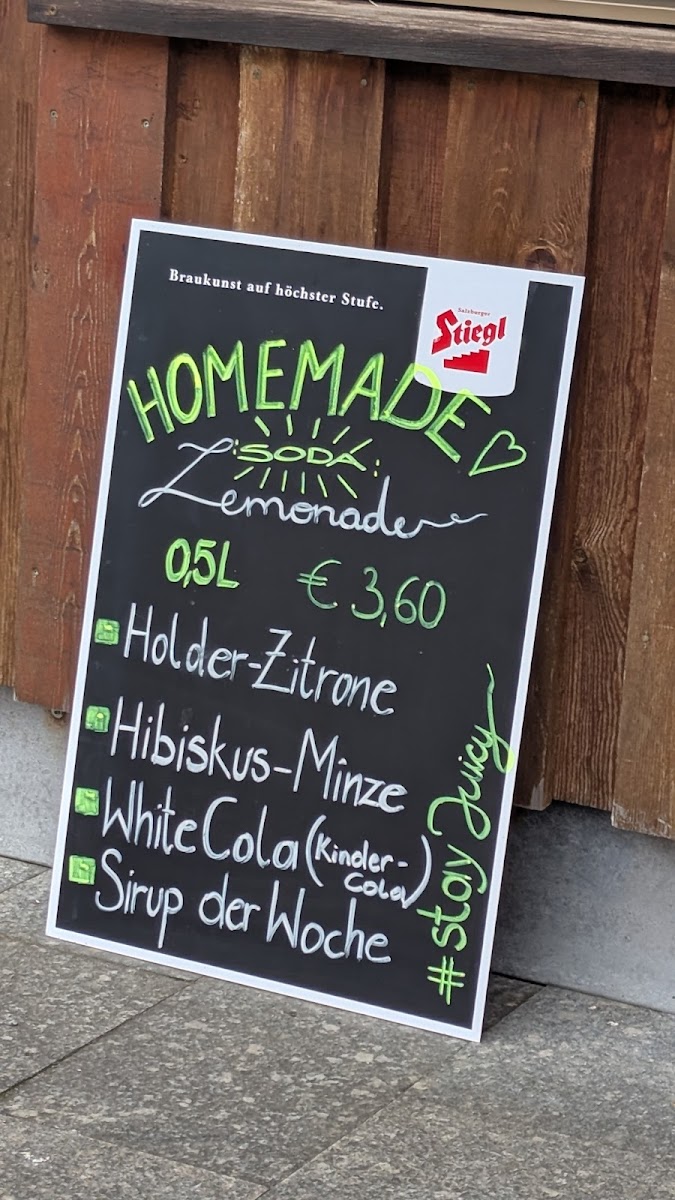 Braukunst auf höchster Stufe.
Salzburger
Stiegl
HOMEMADE
SODA
Lemonade
0,5L € 3,60
Holder-Zitrone
Hibiskus-Minze
White Cola (Kinder-
Cola)
Sirup der Woche
#stay Juicy